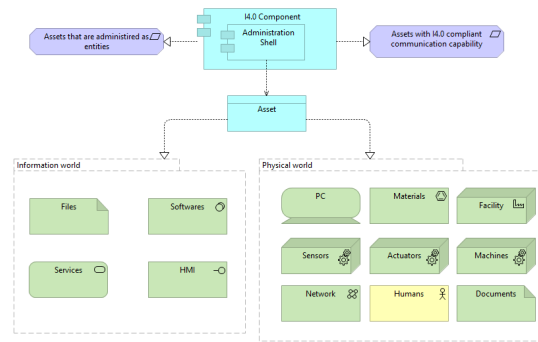 I4.0 Component
Administration
Shell
Assets that are administired as
entities
Assets with I4.0 compliant
communication capability
Asset
Information world
Files
Softwares
Services
HMI
Physical world
PC
Materials
Facility
Sensors
Actuators
Machines
Network
Humans
Documents